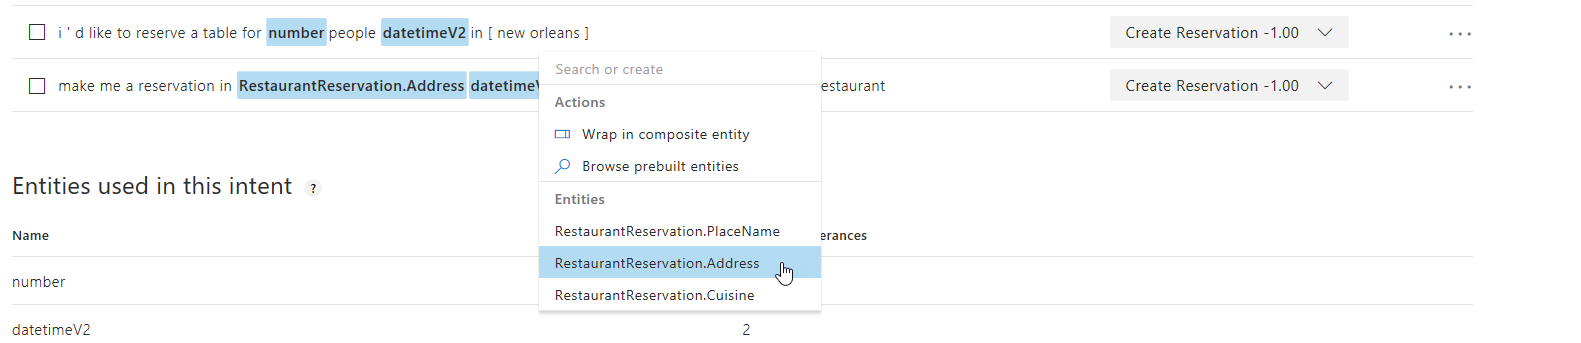 i ' d like to reserve a table for number people datetimeV2 in [ new orleans ] Create Reservation -1.00 ...
make me a reservation in RestaurantReservation.Address datetimeV estaurant Create Reservation -1.00 ...
Search or create
Actions
Wrap in composite entity
Browse prebuilt entities
Entities
RestaurantReservation.PlaceName
RestaurantReservation.Address
RestaurantReservation.Cuisine
Entities used in this intent ?
Name erances
number
datetimeV2 2